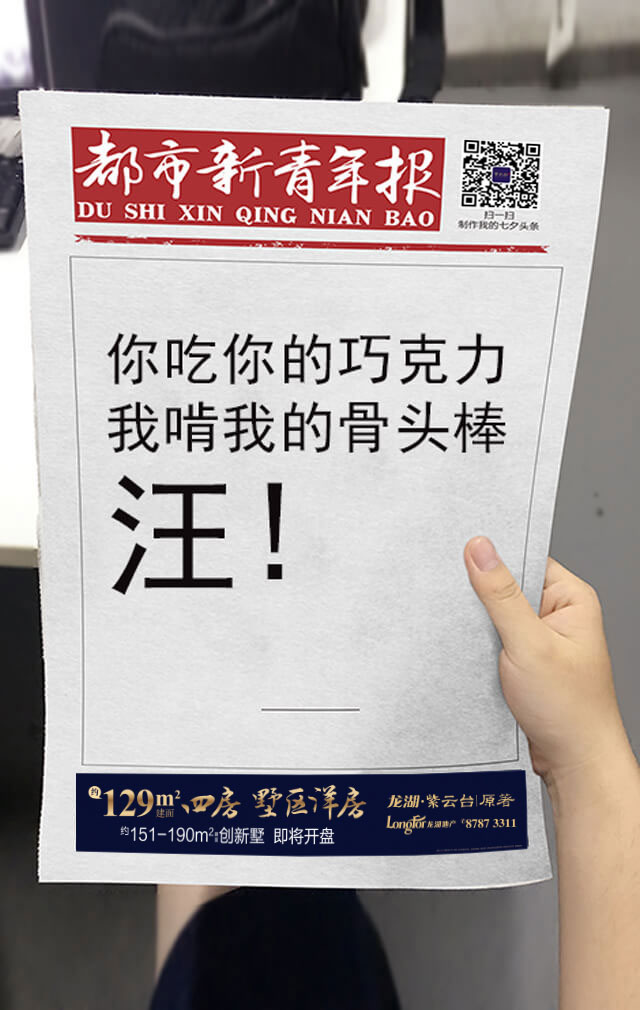 都市新青年报
DU SHI XIN QING NIAN BAO
扫一扫
制作我的七夕头条
你吃你的巧克力
我啃我的骨头棒
汪！
约129m²建面 四房 墅区洋房
约151-190m²创新墅 即将开盘
龙湖·紫云台|原著
Longfor龙湖地产 8787 3311